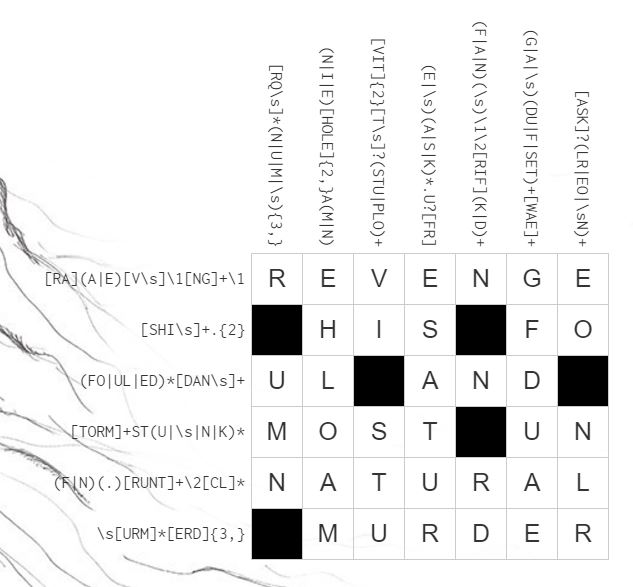 [RQ\s]*(N|U|M|\s){3,}
(N|I|E)[HOLE]{2,}A(M|N)
[VIT]{2}[T\s]?(STU|PLO)+
(E|\s)(A|S|K)*.U?[FR]
(F|A|N)(\s)\1\2[RIF](K|D)+
(G|A|\s)(DU|F|SET)+[WAE]+
[ASK]?(LR|EO|\sN)+
[RA](A|E)[V\s]\1[NG]+\1 R E V E N G E
[SHI\s]+.{2} H I S F O
(FO|UL|ED)*[DAN\s]+ U L A N D
[TORM]+ST(U|\s|N|K)* M O S T U N
(F|N)(.)[RUNT]+\2[CL]* N A T U R A L
\s[URM]*[ERD]{3,} M U R D E R